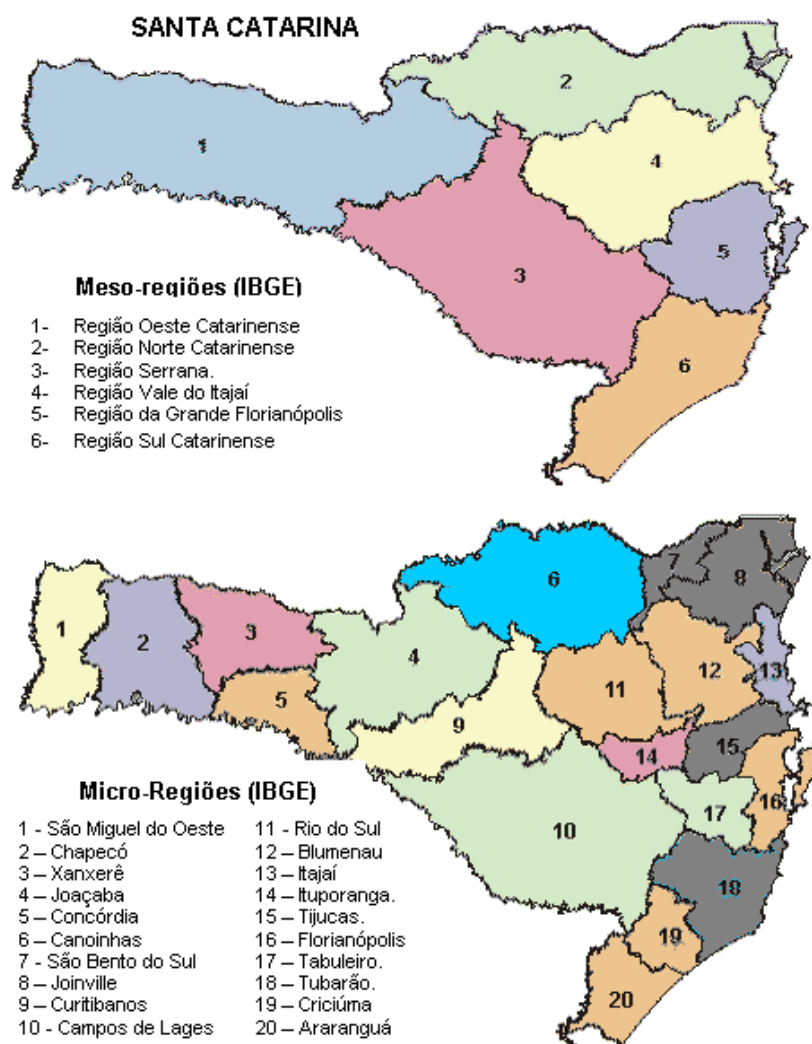 SANTA CATARINA
2
1
4
5
3
6
Meso-regiões (IBGE)
1- Região Oeste Catarinense
2- Região Norte Catarinense
3- Região Serrana.
4- Região Vale do Itajaí
5- Região da Grande Florianópolis
6- Região Sul Catarinense
7
6
8
1
3
2
4
12
13
11
5
9
15
14
16
17
10
18
19
20
Micro-Regiões (IBGE)
1 - São Miguel do Oeste
2 – Chapecó
3 – Xanxerê
4 – Joaçaba
5 – Concórdia
6 – Canoinhas
7 - São Bento do Sul
8 – Joinville
9 – Curitibanos
10 - Campos de Lages
11 - Rio do Sul
12 – Blumenau
13 – Itajaí
14 – Ituporanga.
15 – Tijucas.
16 – Florianópolis
17 – Tabuleiro.
18 – Tubarão.
19 – Criciúma
20 – Araranguá